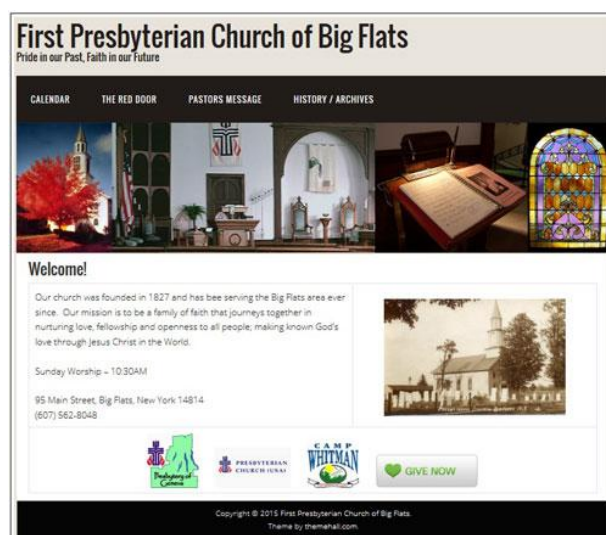 First Presbyterian Church of Big Flats
Pride in our Past, Faith in our Future
CALENDAR THE RED DOOR PASTORS MESSAGE HISTORY / ARCHIVES
Welcome!
Our church was founded in 1827 and has bee serving the Big Flats area ever
since. Our mission is to be a family of faith that journeys together in
nurturing love, fellowship and openness to all people; making known God's
love through Jesus Christ in the World.
Sunday Worship – 10:30AM
95 Main Street, Big Flats, New York 14814
(607) 562-8048
Presbytery of
Geneva
PRESBYTERIAN
CHURCH (USA)
CAMP
WHITMAN
GIVE NOW
Copyright © 2015 First Presbyterian Church of Big Flats.
Theme by themehall.com.